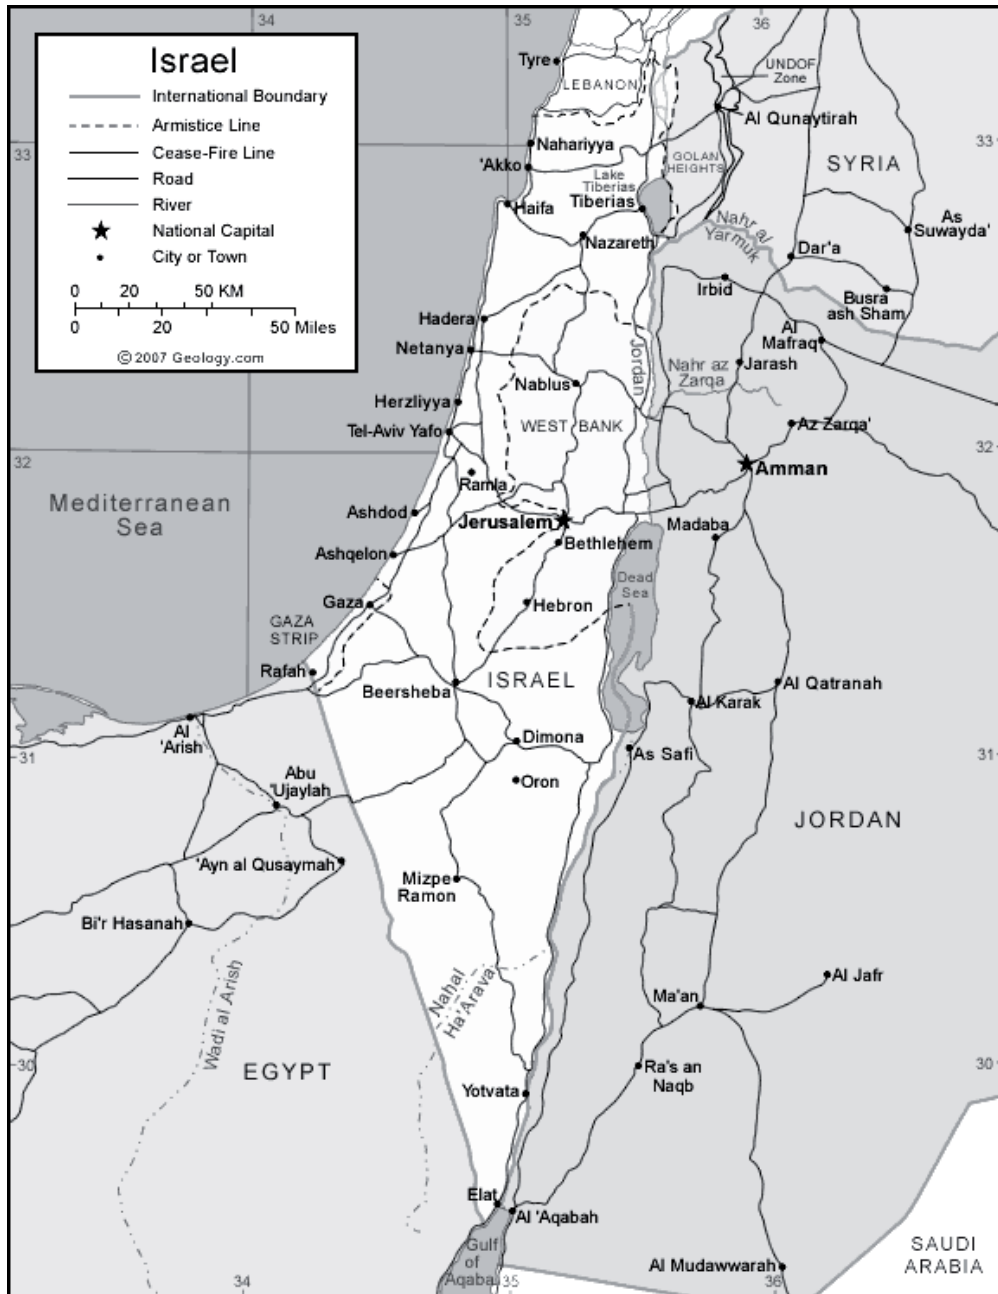 34
35
36
Israel
International Boundary
Armistice Line
Cease-Fire Line
Road
River
National Capital
City or Town
0 20 50 KM
0 20 50 Miles
© 2007 Geology.com
Tyre
LEBANON
UNDOF
Zone
Al Qunaytirah
33
Nahariyya
33
'Akko
GOLAN
HEIGHTS
SYRIA
Lake
Tiberias
Tiberias
Haifa
As
Suwayda'
Nahr al
Yarmuk
Nazareth
Dar'a
Irbid
Busra
ash Sham
Hadera
Al
Mafraq
Netanya
Jordan
Nahr az
Zarqa
Jarash
Nablus
Herzliyya
Tel-Aviv Yafo
WEST BANK
Az Zarqa'
32
32
Amman
Ramla
Mediterranean
Sea
Ashdod
Jerusalem
Madaba
Bethlehem
Ashqelon
Dead
Sea
Gaza
Hebron
GAZA
STRIP
Rafah
Beersheba
ISRAEL
Al Qatranah
Al Karak
Al
'Arish
Dimona
As Safi
31
31
Abu
'Ujaylah
Oron
JORDAN
'Ayn al Qusaymah
Mizpe
Ramon
Bi'r Hasanah
Nahal
Ha'Arava
Al Jafr
Wadi al Arish
Ma'an
30
EGYPT
Ra's an
Naqb
30
Yotvata
Elat
Al 'Aqabah
Gulf
of
Aqaba
SAUDI
ARABIA
Al Mudawwarah
34
35
36